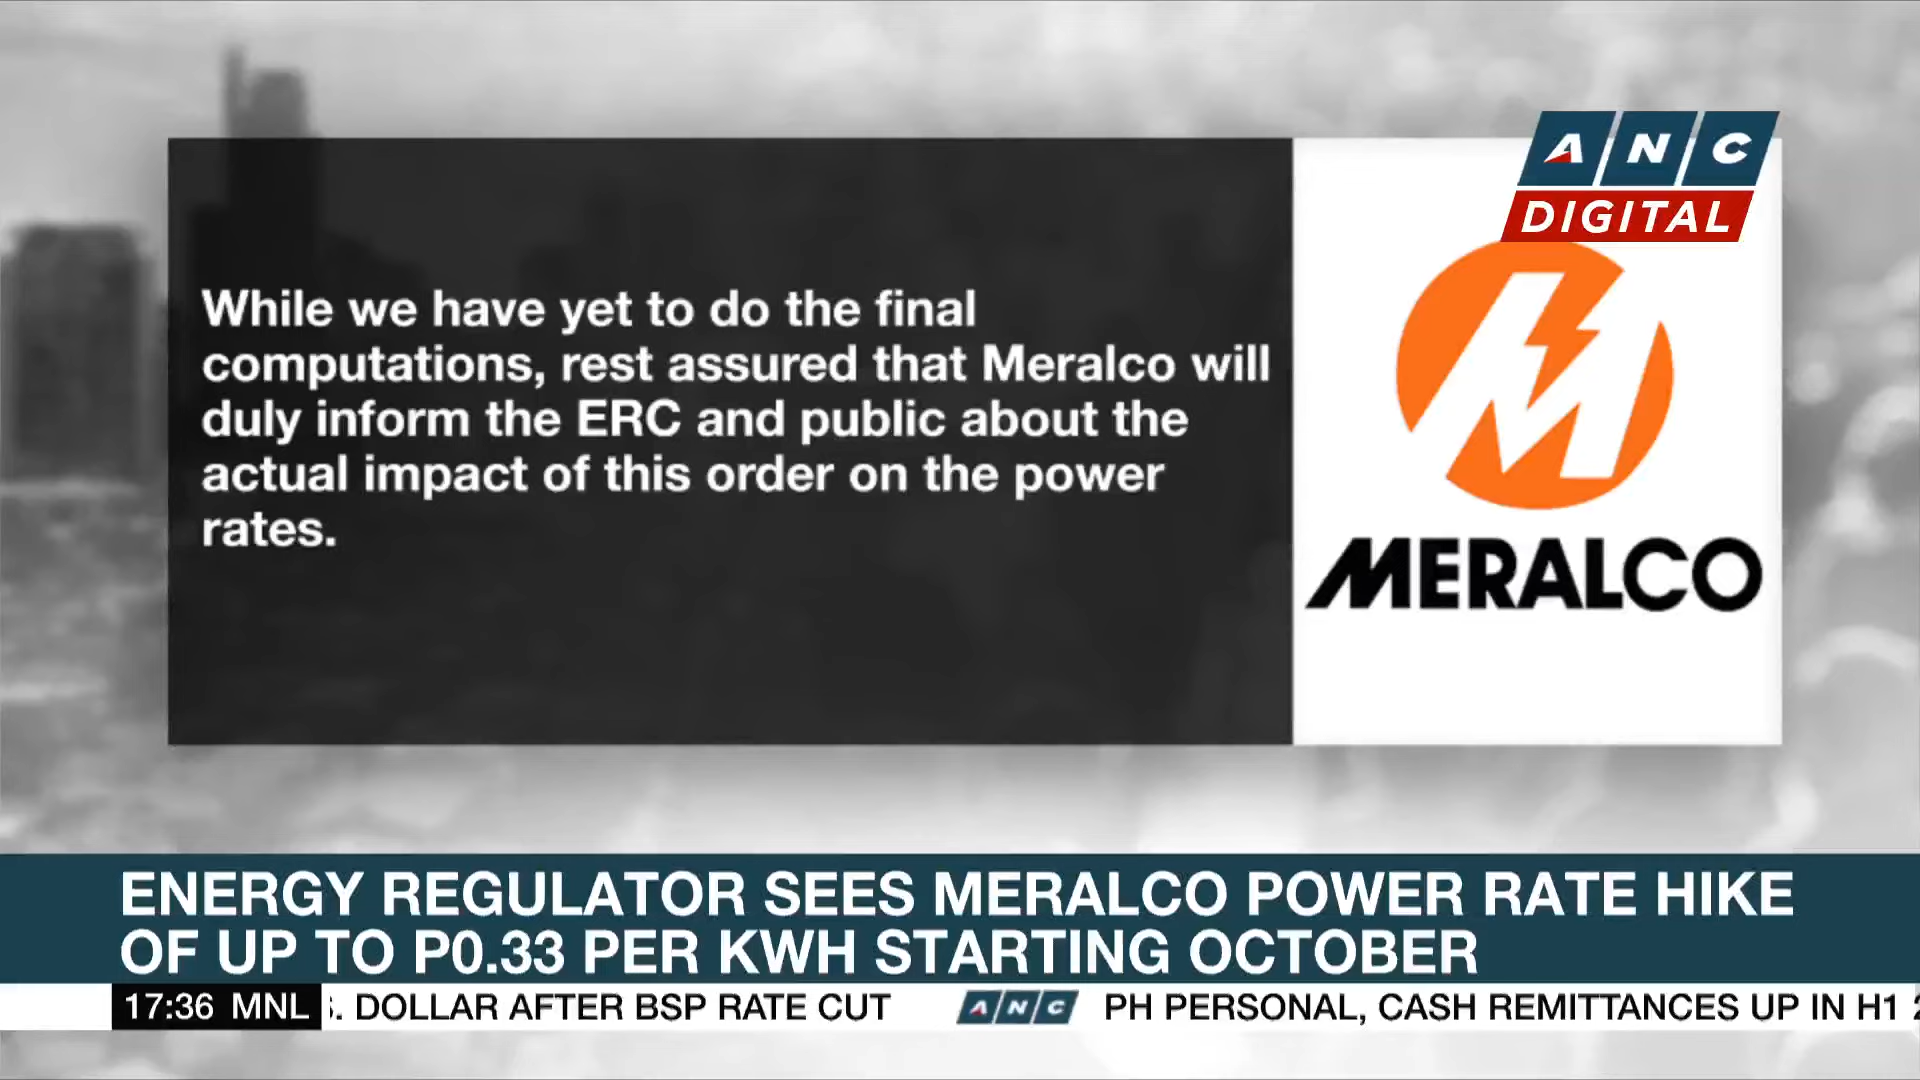 ANC
DIGITAL
While we have yet to do the final
computations, rest assured that Meralco will
duly inform the ERC and public about the
actual impact of this order on the power
rates.
MERALCO
ENERGY REGULATOR SEES MERALCO POWER RATE HIKE
OF UP TO P0.33 PER KWH STARTING OCTOBER
17:36 MNL . DOLLAR AFTER BSP RATE CUT ANC PH PERSONAL, CASH REMITTANCES UP IN H1